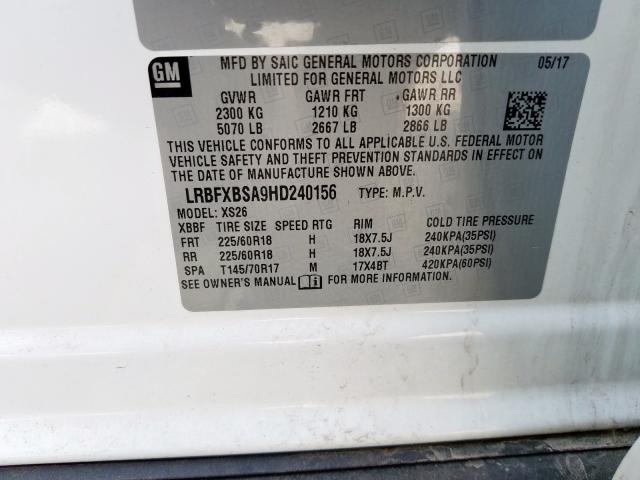 GM
MFD BY SAIC GENERAL MOTORS CORPORATION 05/17
LIMITED FOR GENERAL MOTORS LLC
GVWR GAWR FRT GAWR RR
2300 KG 1210 KG 1300 KG
5070 LB 2667 LB 2866 LB
THIS VEHICLE CONFORMS TO ALL APPLICABLE U.S. FEDERAL MOTOR
VEHICLE SAFETY AND THEFT PREVENTION STANDARDS IN EFFECT ON
THE DATE OF MANUFACTURE SHOWN ABOVE.
LRBFXBSA9HD240156 TYPE: M.P.V.
MODEL: XS26
XBBF TIRE SIZE SPEED RTG RIM COLD TIRE PRESSURE
FRT 225/60R18 H 18X7.5J 240KPA(35PSI)
RR 225/60R18 H 18X7.5J 240KPA(35PSI)
SPA T145/70R17 M 17X4BT 420KPA(60PSI)
SEE OWNER'S MANUAL FOR ADDITIONAL INFORMATION.